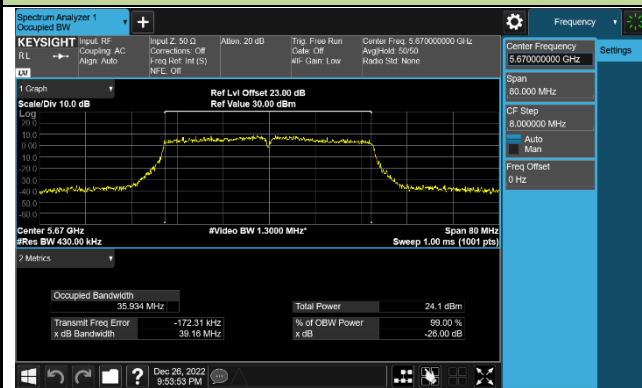 Spectrum Analyzer 1
Occupied BW
+
Frequency
KEYSIGHT
RL
LXI
Input: RF
Coupling: AC
Align: Auto
Input Z: 50 Ω
Corrections: Off
Freq Ref: Int (S)
NFE: Off
Atten: 20 dB
Trig: Free Run
Gate: Off
#IF Gain: Low
Center Freq: 5.670000000 GHz
Avg|Hold: 50/50
Radio Std: None
Center Frequency
5.670000000 GHz
Settings
Span
80.000 MHz
CF Step
8.000000 MHz
Auto
Man
Freq Offset
0 Hz
1 Graph
Scale/Div 10.0 dB
Ref Lvl Offset 23.00 dB
Ref Value 30.00 dBm
Log
20.0
10.0
0.00
-10.0
-20.0
-30.0
-40.0
-50.0
-60.0
Center 5.67 GHz
#Res BW 430.00 kHz
#Video BW 1.3000 MHz*
Span 80 MHz
Sweep 1.00 ms (1001 pts)
2 Metrics
Occupied Bandwidth
35.934 MHz
Total Power 24.1 dBm
Transmit Freq Error -172.31 kHz
x dB Bandwidth 39.16 MHz
% of OBW Power 99.00 %
x dB -26.00 dB
?
Dec 26, 2022
9:53:53 PM